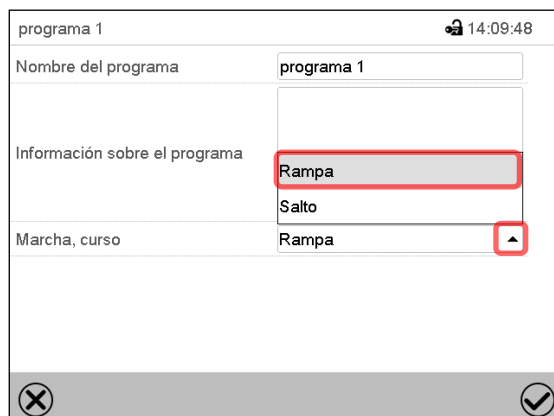 programa 1
14:09:48
Nombre del programa
programa 1
Información sobre el programa
Rampa
Salto
Marcha, curso
Rampa